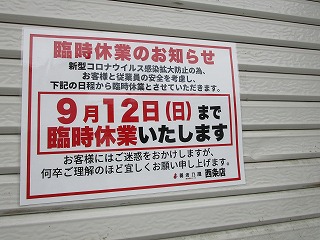 臨時休業のお知らせ
新型コロナウイルス感染拡大防止の為、
お客様と従業員の安全を考慮し、
下記の日程から臨時休業とさせていただきます。
9月12日(日)まで
臨時休業いたします
お客様にはご迷惑をおかけしますが、
何卒ご理解のほど宜しくお願い申し上げます。
西条店